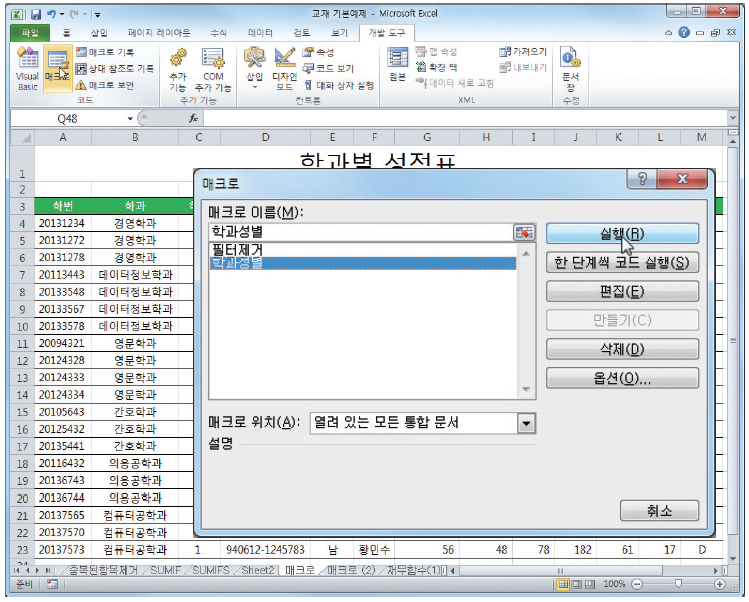 교재 기본예제 - Microsoft Excel
파일 홈 삽입 페이지 레이아웃 수식 데이터 검토 보기 개발 도구
Visual Basic
매크로
매크로 기록
상대 참조로 기록
매크로 보안
코드
추가 기능
COM 추가 기능
추가 기능
삽입
디자인 모드
속성
코드 보기
대화 상자 실행
컨트롤
원본
맵 속성
확장 팩
데이터 새로 고침
가져오기
내보내기
XML
문서 창
수정
Q48 fx
A B C D E F G H I J K L M
1 학과별 성적표
2
3 학번 학과
4 20131234 경영학과
5 20131272 경영학과
6 20131278 경영학과
7 20113443 데이터정보학과
8 20133548 데이터정보학과
9 20133567 데이터정보학과
10 20133578 데이터정보학과
11 20094321 영문학과
12 20124328 영문학과
13 20124333 영문학과
14 20124334 영문학과
15 20105643 간호학과
16 20125432 간호학과
17 20135441 간호학과
18 20116432 의용공학과
19 20136743 의용공학과
20 20136744 의용공학과
21 20137565 컴퓨터공학과
22 20137570 컴퓨터공학과
23 20137573 컴퓨터공학과 1 940612-1245783 남 황민수 56 48 78 182 61 17 D
매크로
매크로 이름(M):
학과성별
필터제거
학과성별
실행(R)
한 단계씩 코드 실행(S)
편집(E)
만들기(C)
삭제(D)
옵션(O)...
매크로 위치(A): 열려 있는 모든 통합 문서
설명
취소
중복된항목제거 SUMIF, SUMIFS Sheet2 매크로 매크로 (2) 재무함수(1)
준비 100%